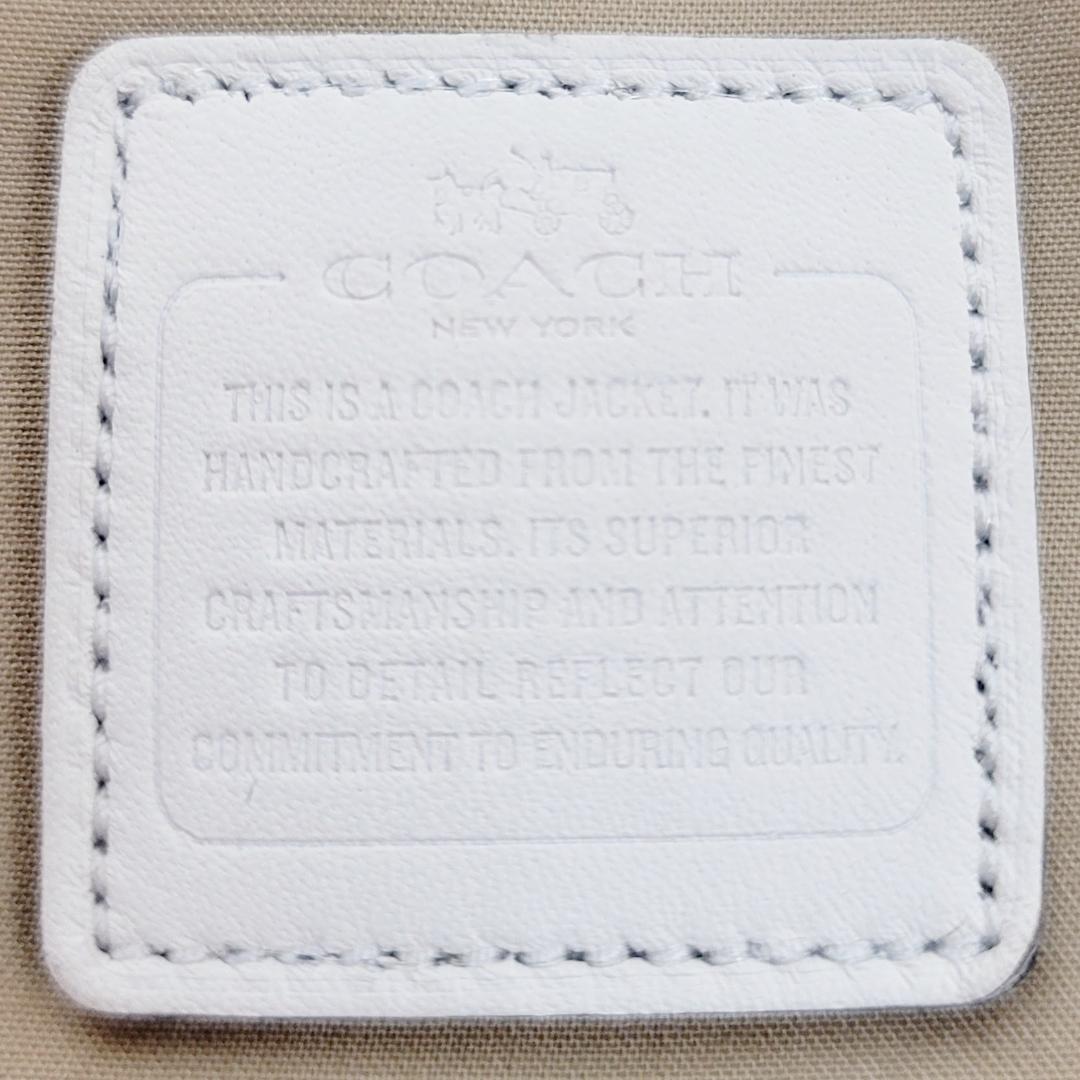 COACH
NEW YORK
THIS IS A COACH JACKET. IT WAS
HANDCRAFTED FROM THE FINEST
MATERIALS. ITS SUPERIOR
CRAFTSMANSHIP AND ATTENTION
TO DETAIL REFLECT OUR
COMMITMENT TO ENDURING QUALITY.